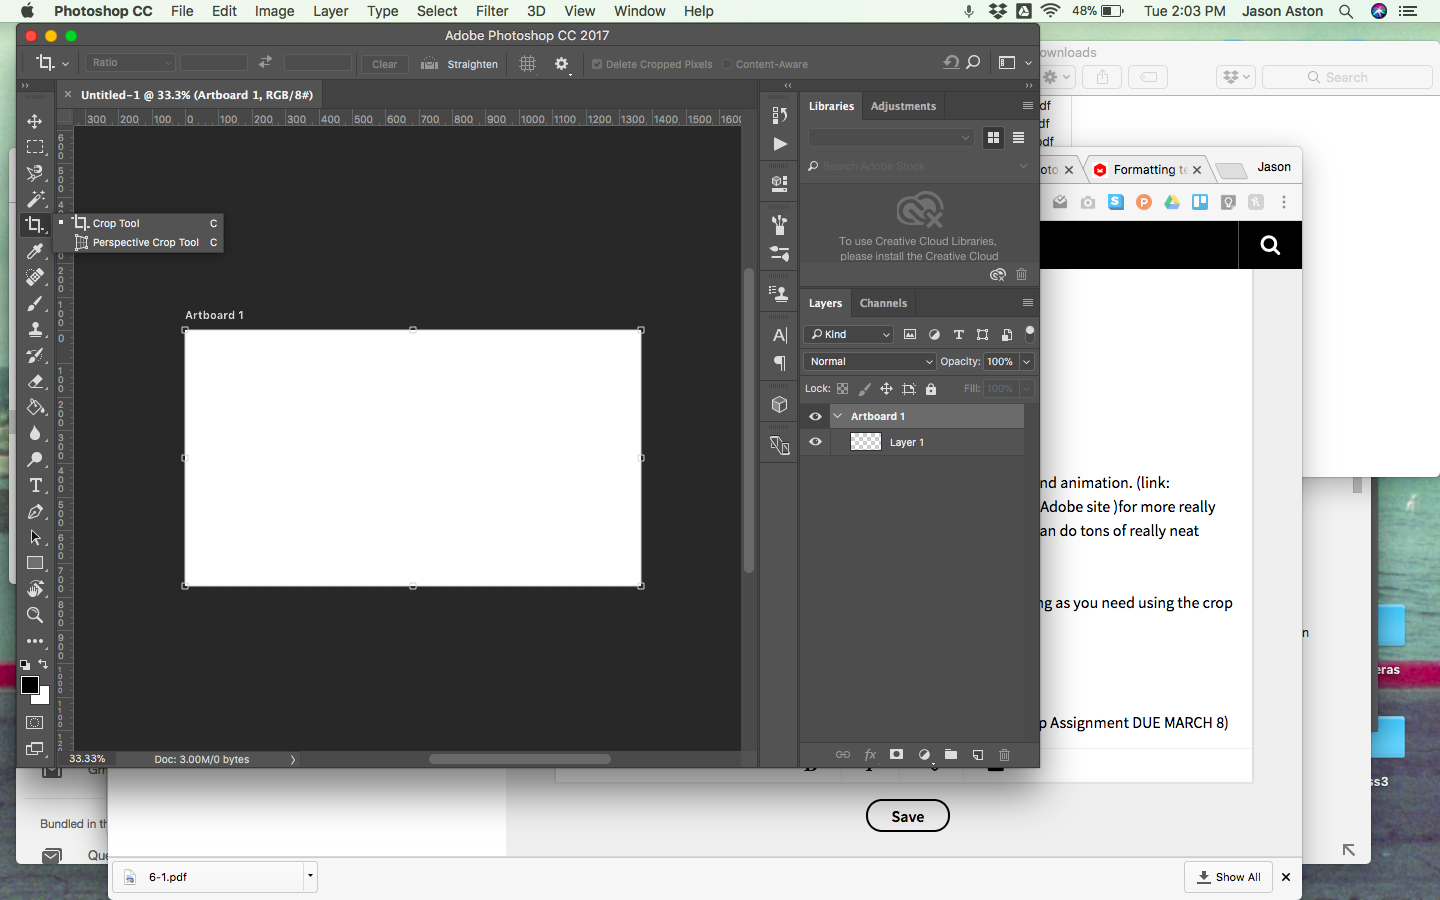 Photoshop CC File Edit Image Layer Type Select Filter 3D View Window Help 48% Tue 2:03 PM Jason Aston
Adobe Photoshop CC 2017
Ratio Clear Straighten Delete Cropped Pixels Content-Aware
Untitled-1 @ 33.3% (Artboard 1, RGB/8#)
300 200 100 0 100 200 300 400 500 600 700 800 900 1000 1100 1200 1300 1400 1500 1600
Crop Tool C
Perspective Crop Tool C
Artboard 1
33.33% Doc: 3.00M/0 bytes
Libraries Adjustments
Search Adobe Stock
To use Creative Cloud Libraries,
please install the Creative Cloud
Layers Channels
Kind
Normal Opacity: 100%
Lock: Fill: 100%
Artboard 1
Layer 1
fx
ownloads
Search
df
df
odf
oto Formatting te Jason
nd animation. (link:
Adobe site )for more really
an do tons of really neat
ng as you need using the crop
p Assignment DUE MARCH 8)
n
eras
ss3
Save
Bundled in th
Que
6-1.pdf Show All